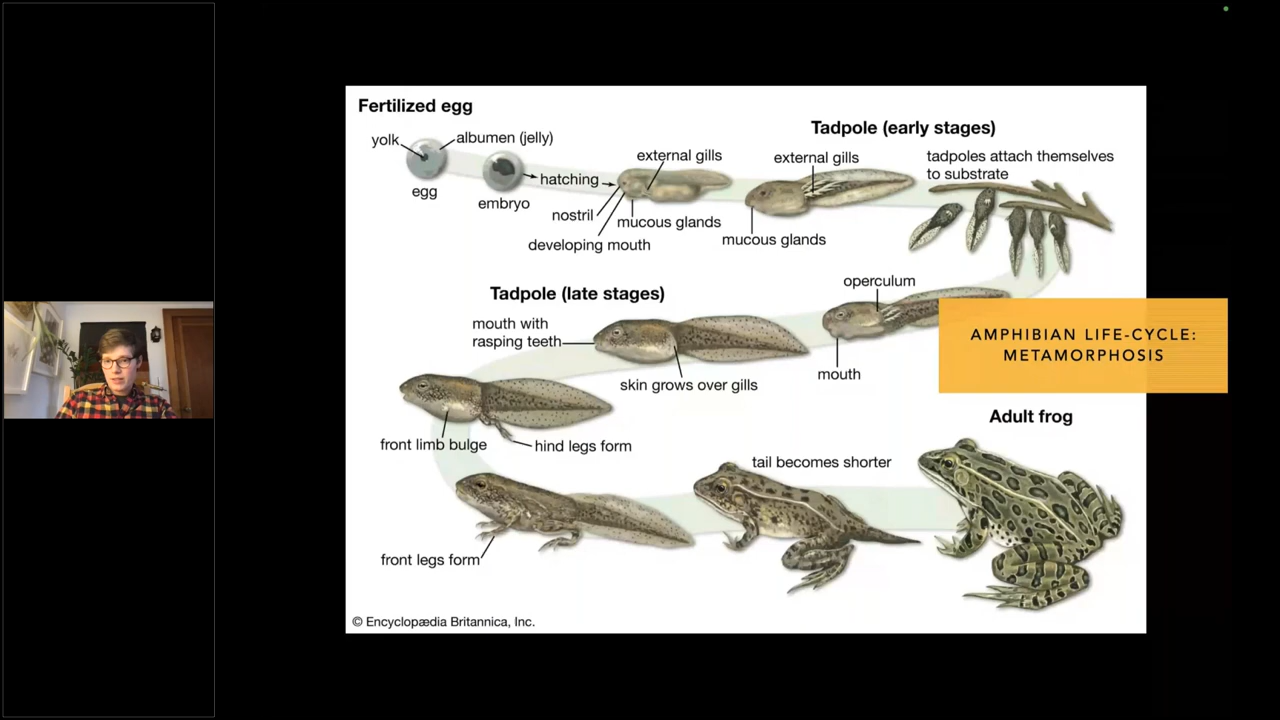 Fertilized egg
yolk
albumen (jelly)
egg
embryo
hatching
nostril
developing mouth
external gills
mucous glands
Tadpole (early stages)
external gills
mucous glands
tadpoles attach themselves
to substrate
operculum
mouth
Tadpole (late stages)
mouth with
rasping teeth
skin grows over gills
front limb bulge
hind legs form
front legs form
tail becomes shorter
Adult frog
AMPHIBIAN LIFE-CYCLE:
METAMORPHOSIS
© Encyclopædia Britannica, Inc.